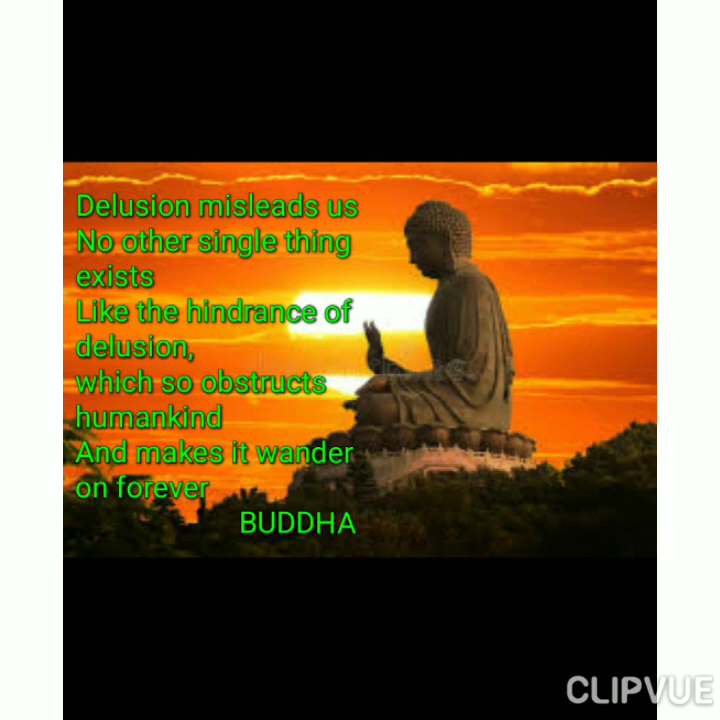 Delusion misleads us
No other single thing
exists
Like the hindrance of
delusion,
which so obstructs
humankind
And makes it wander
on forever
BUDDHA
CLIPVUE